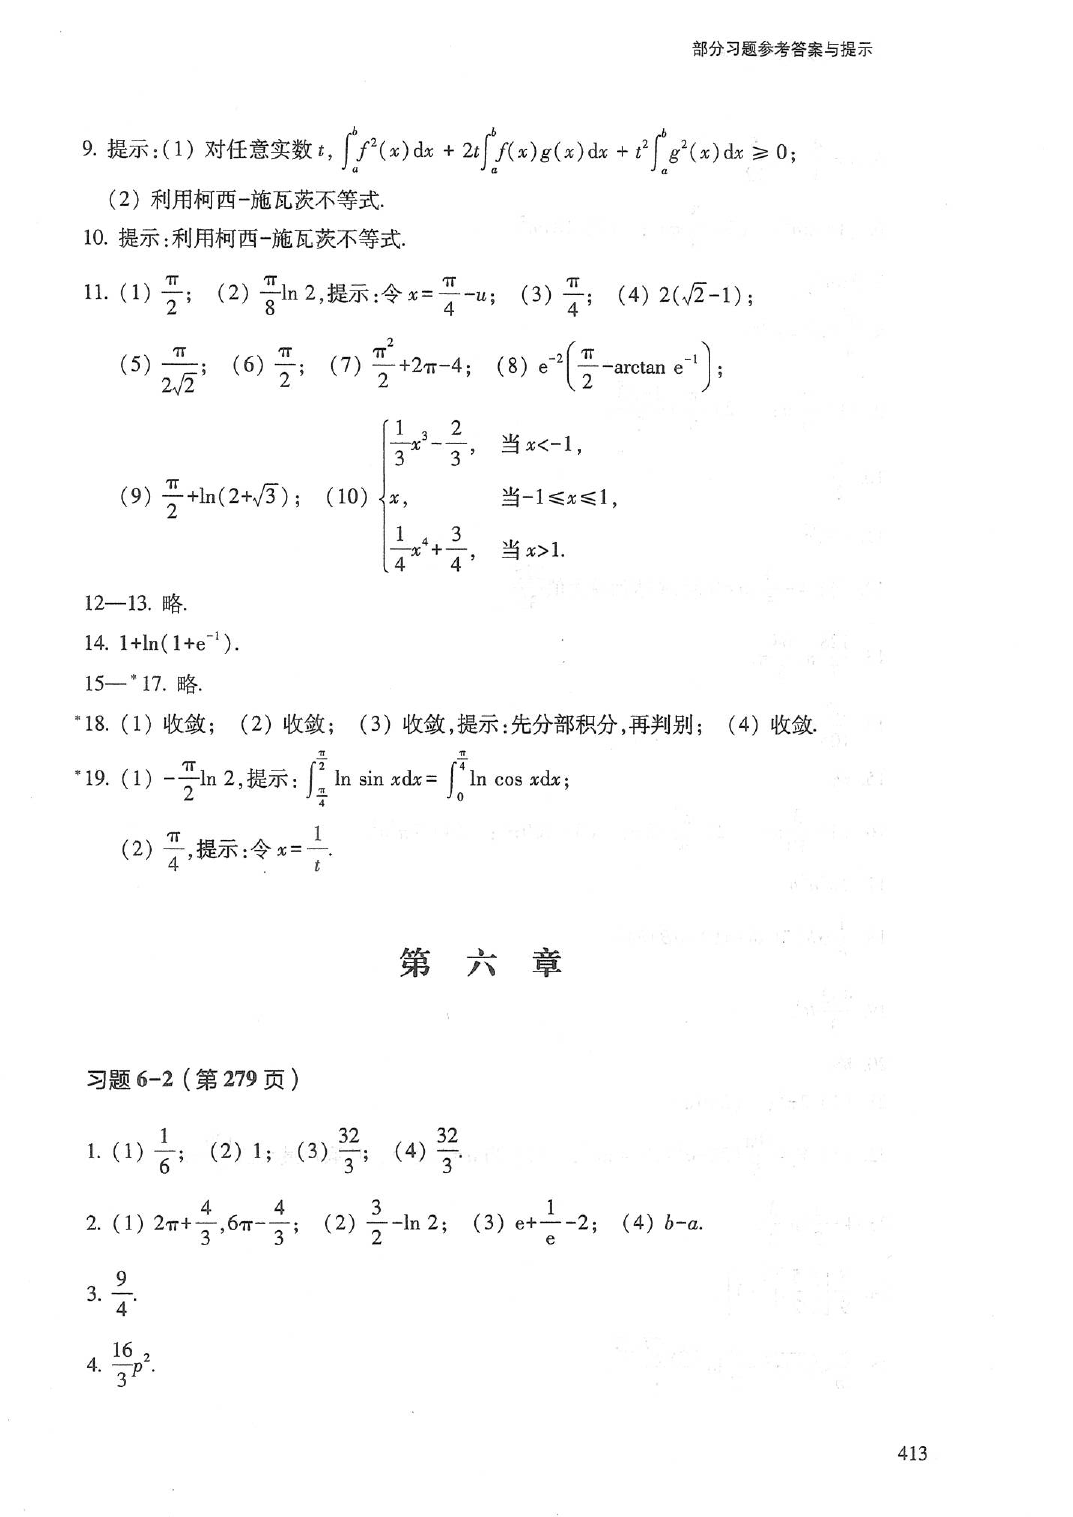 部分习题参考答案与提示
9. 提示:(1) 对任意实数 t, ∫_a^b f²(x)dx + 2t∫_a^b f(x)g(x)dx + t²∫_a^b g²(x)dx ⩾ 0;
(2) 利用柯西-施瓦茨不等式.
10. 提示:利用柯西-施瓦茨不等式.
11. (1) π/2; (2) π/8 ln 2,提示:令 x=π/4-u; (3) π/4; (4) 2(√2-1);
(5) π/(2√2); (6) π/2; (7) π²/2+2π-4; (8) e⁻²(π/2-arctan e⁻¹);
(9) π/2+ln(2+√3); (10) { 1/3 x³-2/3, 当 x<-1,
x, 当-1⩽x⩽1,
1/4 x⁴+3/4, 当 x>1.
12—13. 略.
14. 1+ln(1+e⁻¹).
15—*17. 略.
*18. (1) 收敛; (2) 收敛; (3) 收敛,提示:先分部积分,再判别; (4) 收敛.
*19. (1) -π/2 ln 2,提示: ∫_{π/4}^{π/2} ln sin xdx = ∫_0^{π/4} ln cos xdx;
(2) π/4,提示:令 x=1/t.
第 六 章
习题 6-2 (第 279 页)
1. (1) 1/6; (2) 1; (3) 32/3; (4) 32/3.
2. (1) 2π+4/3,6π-4/3; (2) 3/2-ln 2; (3) e+1/e-2; (4) b-a.
3. 9/4.
4. 16/3 p².
413